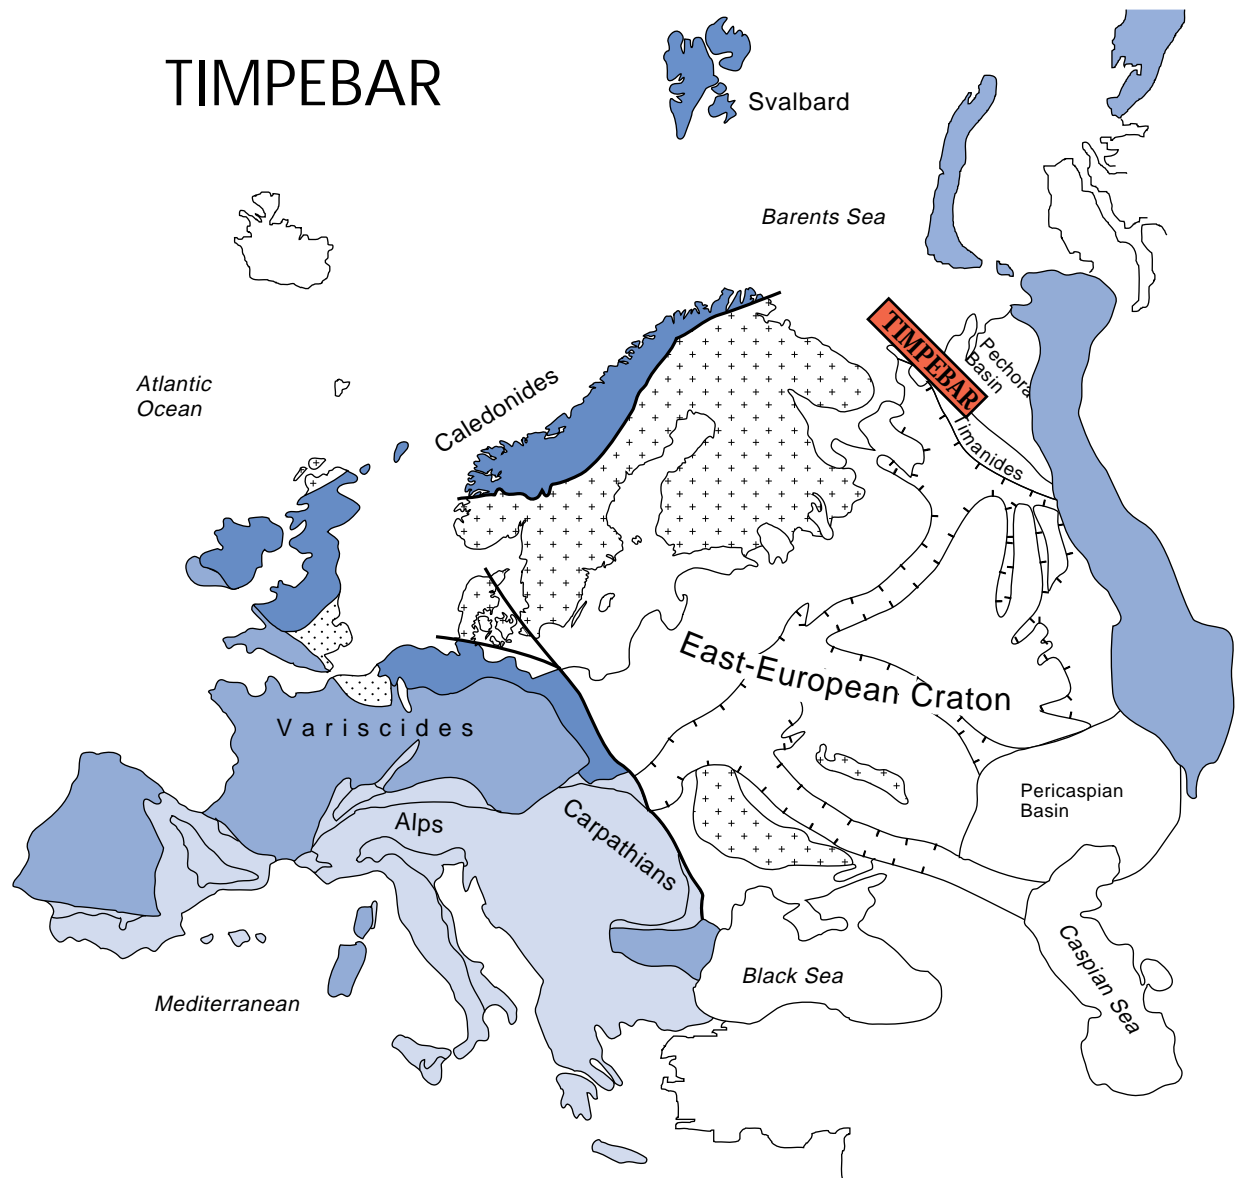 TIMPEBAR
Svalbard
Barents Sea
TIMPEBAR
Pechora
Basin
imanides
Atlantic
Ocean
Caledonides
East-European Craton
Variscides
Pericaspian
Basin
Alps
Carpathians
Caspian Sea
Black Sea
Mediterranean